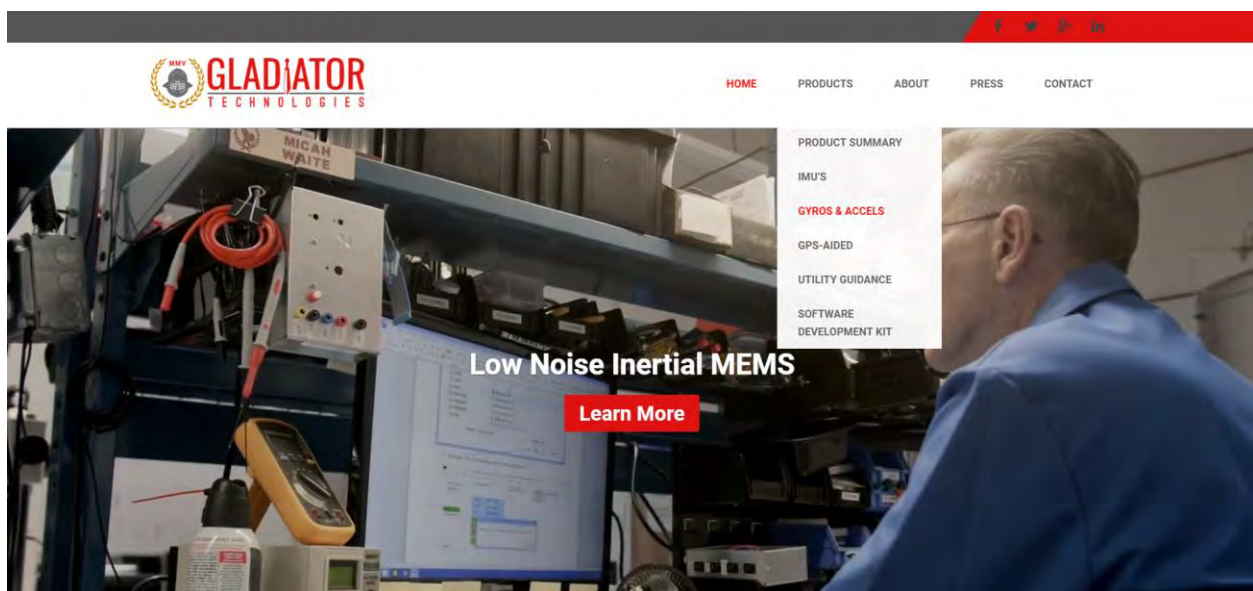 MMV
GLADiATOR
TECHNOLOGIES
HOME
PRODUCTS
ABOUT
PRESS
CONTACT
PRODUCT SUMMARY
IMU'S
GYROS & ACCELS
GPS-AIDED
UTILITY GUIDANCE
SOFTWARE
DEVELOPMENT KIT
MICAH
WAITE
Low Noise Inertial MEMS
Learn More